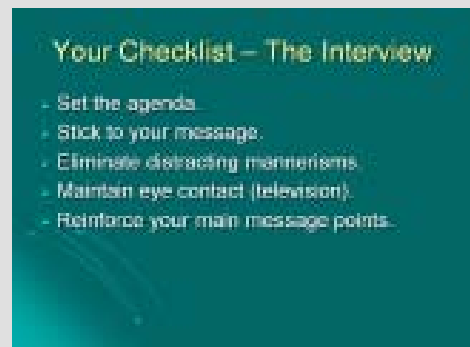 Your Checklist – The Interview
Set the agenda.
Stick to your message.
Eliminate distracting mannerisms.
Maintain eye contact (television).
Reinforce your main message points.